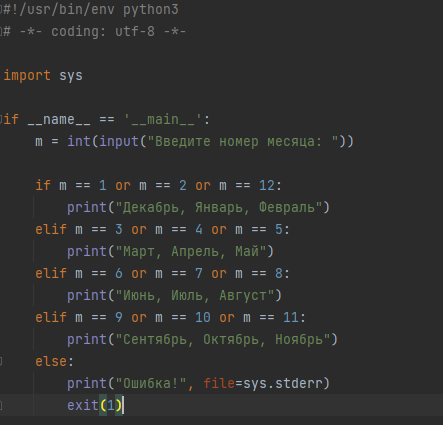 #!/usr/bin/env python3
# -*- coding: utf-8 -*-
import sys
if __name__ == '__main__':
    m = int(input("Введите номер месяца: "))
    if m == 1 or m == 2 or m == 12:
        print("Декабрь, Январь, Февраль")
    elif m == 3 or m == 4 or m == 5:
        print("Март, Апрель, Май")
    elif m == 6 or m == 7 or m == 8:
        print("Июнь, Июль, Август")
    elif m == 9 or m == 10 or m == 11:
        print("Сентябрь, Октябрь, Ноябрь")
    else:
        print("Ошибка!", file=sys.stderr)
        exit(1)